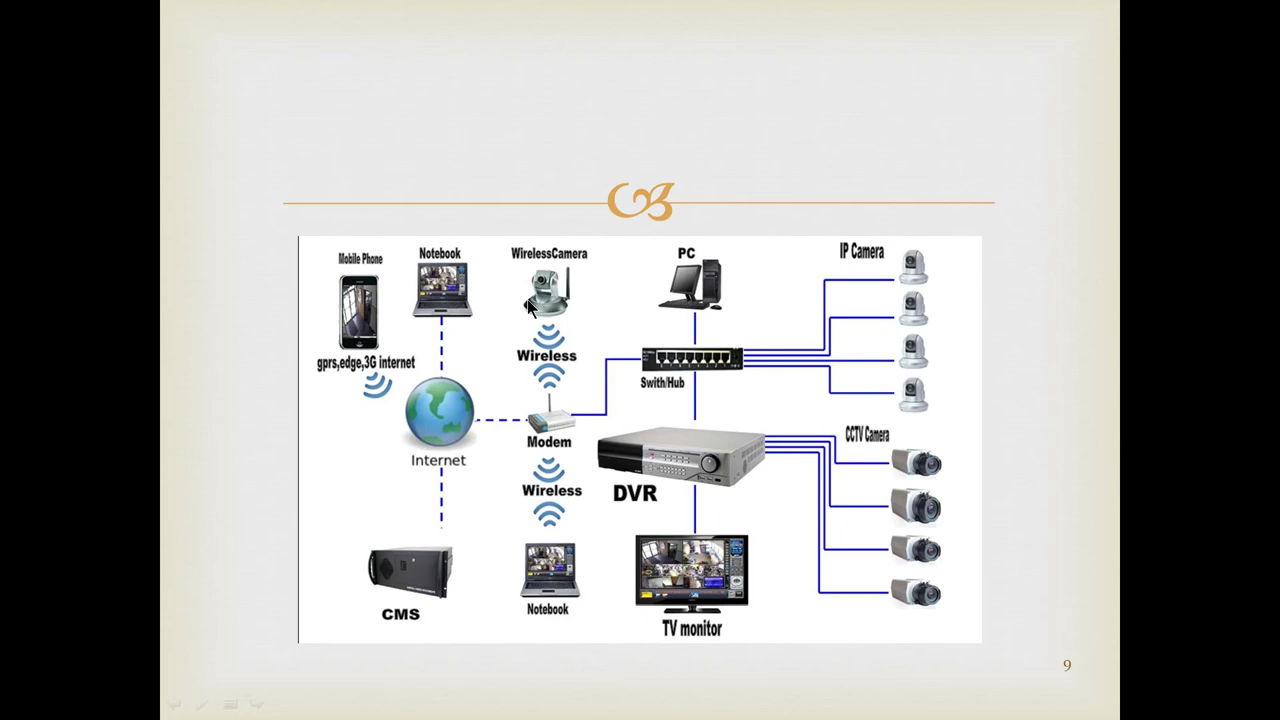 Mobile Phone
Notebook
WirelessCamera
PC
IP Camera
gprs,edge,3G internet
Wireless
Swith/Hub
Internet
Modem
CCTV Camera
Wireless
DVR
CMS
Notebook
TV monitor
9